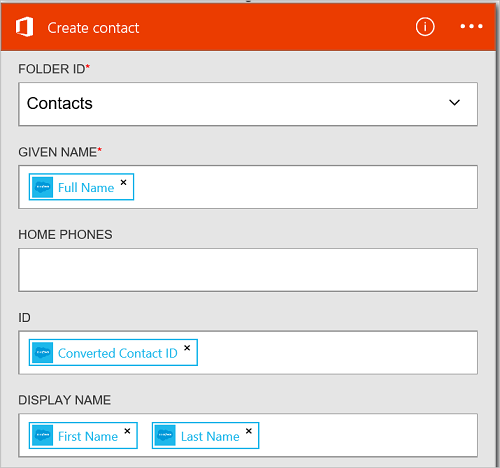 Create contact
FOLDER ID*
Contacts
GIVEN NAME*
Full Name ×
HOME PHONES
ID
Converted Contact ID ×
DISPLAY NAME
First Name × Last Name ×